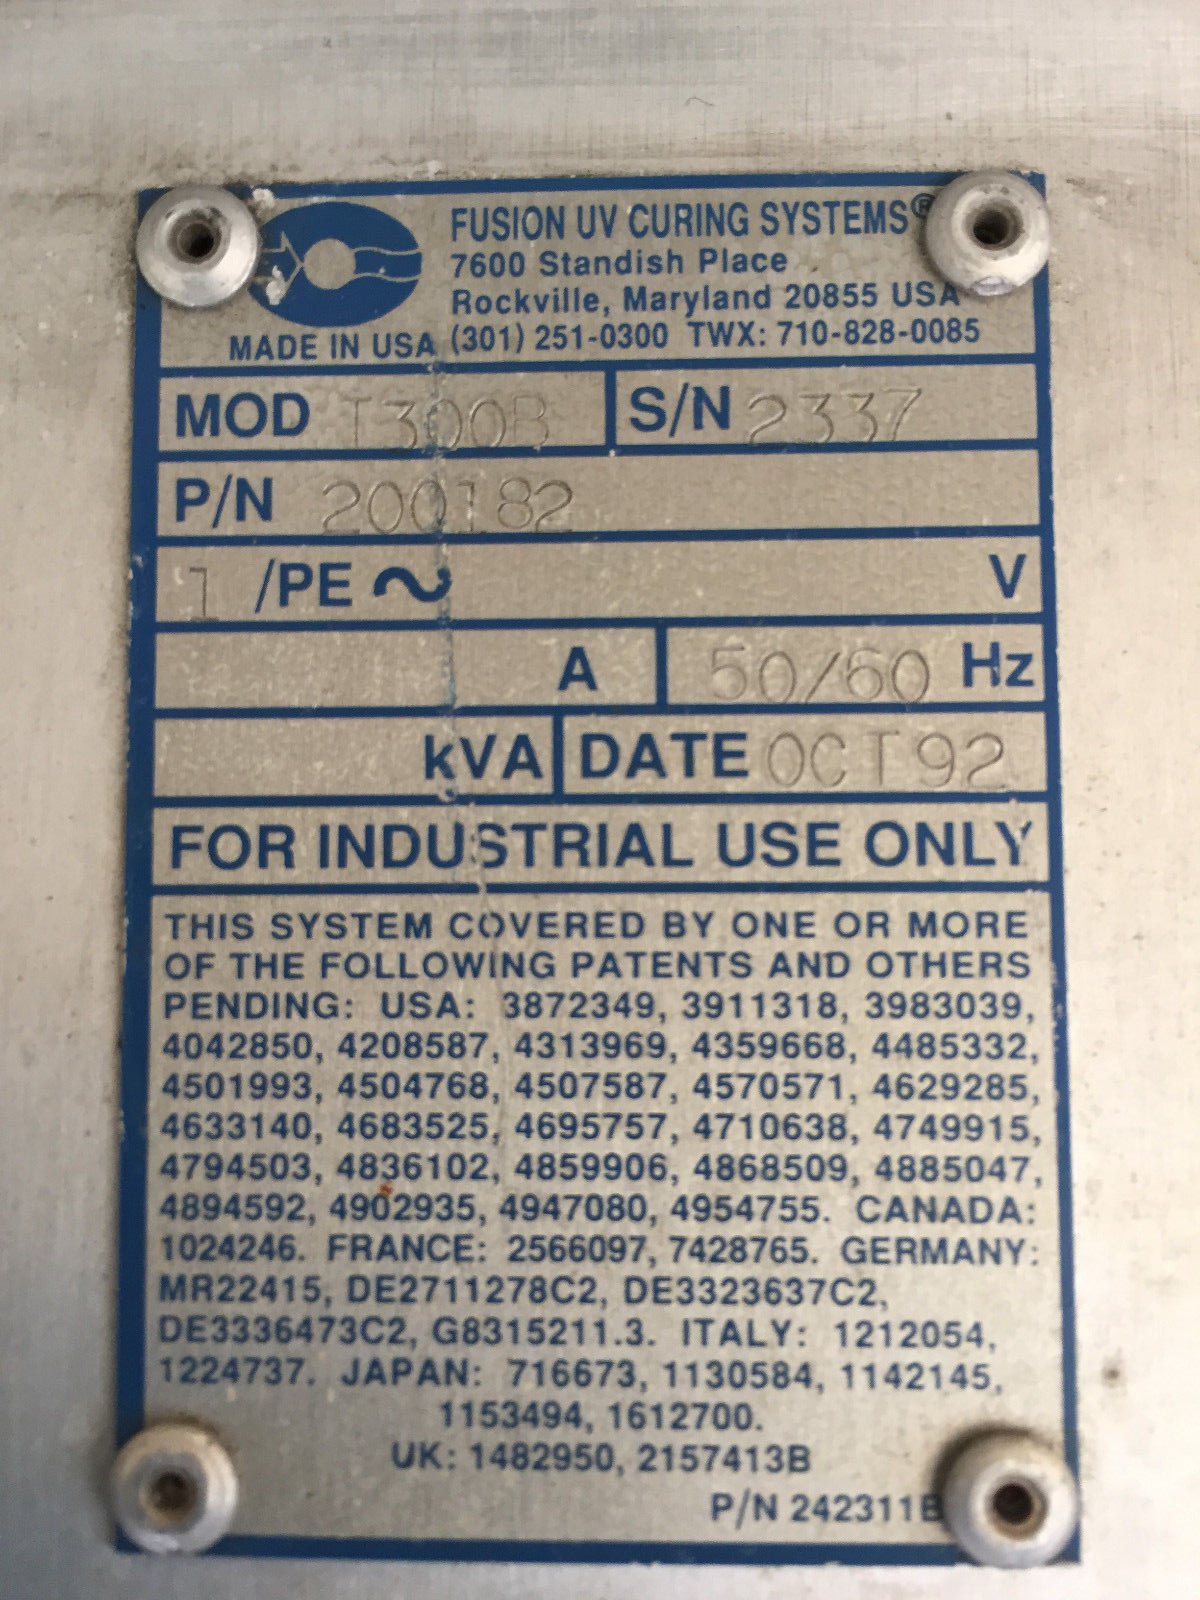 FUSION UV CURING SYSTEMS®
7600 Standish Place
Rockville, Maryland 20855 USA
MADE IN USA (301) 251-0300 TWX: 710-828-0085
MOD I300B S/N 2337
P/N 200182
1 /PE ~ V
A 50/60 Hz
kVA DATE OCT92
FOR INDUSTRIAL USE ONLY
THIS SYSTEM COVERED BY ONE OR MORE
OF THE FOLLOWING PATENTS AND OTHERS
PENDING: USA: 3872349, 3911318, 3983039,
4042850, 4208587, 4313969, 4359668, 4485332,
4501993, 4504768, 4507587, 4570571, 4629285,
4633140, 4683525, 4695757, 4710638, 4749915,
4794503, 4836102, 4859906, 4868509, 4885047,
4894592, 4902935, 4947080, 4954755. CANADA:
1024246. FRANCE: 2566097, 7428765. GERMANY:
MR22415, DE2711278C2, DE3323637C2,
DE3336473C2, G8315211.3. ITALY: 1212054,
1224737. JAPAN: 716673, 1130584, 1142145,
1153494, 1612700.
UK: 1482950, 2157413B
P/N 242311B